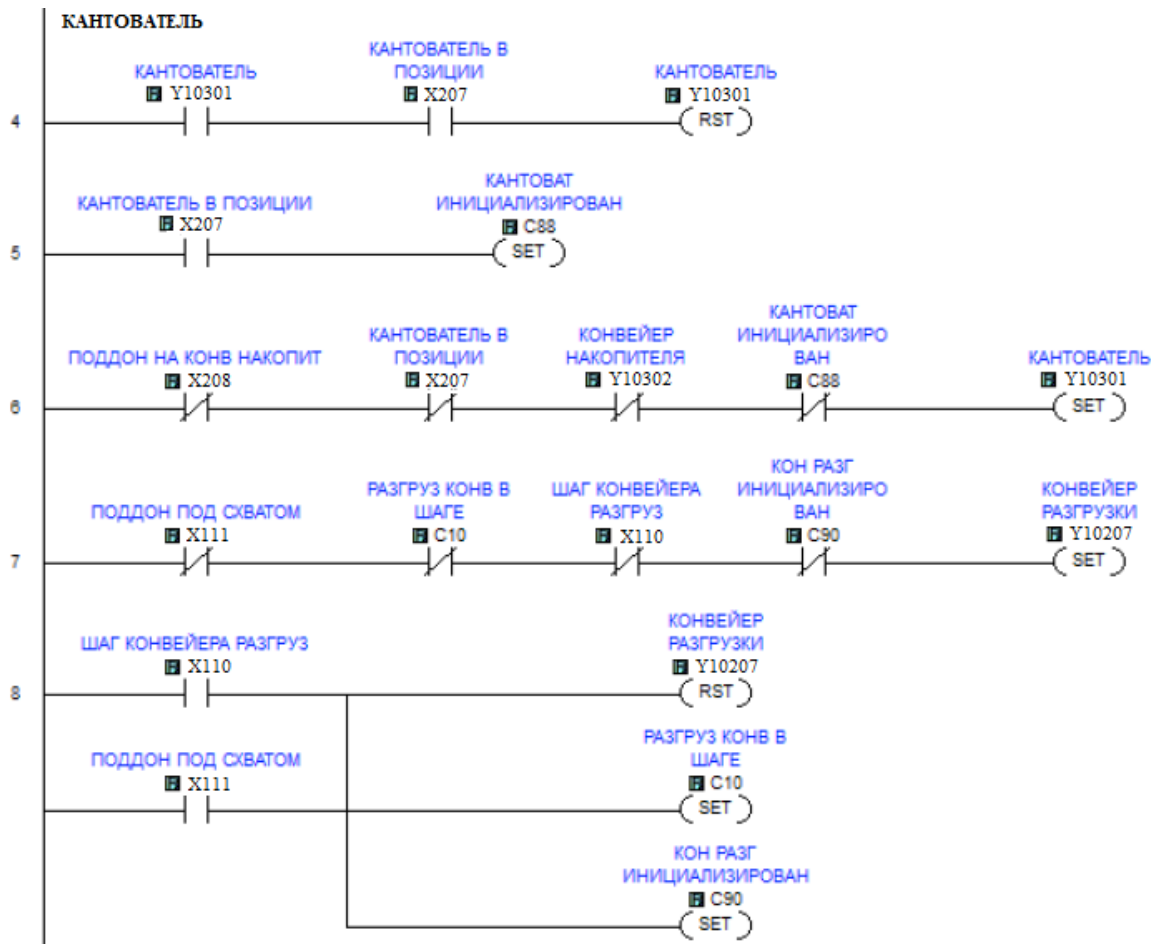 КАНТОВАТЕЛЬ
КАНТОВАТЕЛЬ
Y10301
КАНТОВАТЕЛЬ В
ПОЗИЦИИ
X207
КАНТОВАТЕЛЬ
Y10301
4
RST
КАНТОВАТЕЛЬ В ПОЗИЦИИ
X207
КАНТОВАТ
ИНИЦИАЛИЗИРОВАН
C88
5
SET
ПОДДОН НА КОНВ НАКОПИТ
X208
КАНТОВАТЕЛЬ В
ПОЗИЦИИ
X207
КОНВЕЙЕР
НАКОПИТЕЛЯ
Y10302
КАНТОВАТ
ИНИЦИАЛИЗИРО
ВАН
C88
КАНТОВАТЕЛЬ
Y10301
6
SET
ПОДДОН ПОД СХВАТОМ
X111
РАЗГРУЗ КОНВ В
ШАГЕ
C10
ШАГ КОНВЕЙЕРА
РАЗГРУЗ
X110
КОН РАЗГ
ИНИЦИАЛИЗИРО
ВАН
C90
КОНВЕЙЕР
РАЗГРУЗКИ
Y10207
7
SET
ШАГ КОНВЕЙЕРА РАЗГРУЗ
X110
КОНВЕЙЕР
РАЗГРУЗКИ
Y10207
8
RST
ПОДДОН ПОД СХВАТОМ
X111
РАЗГРУЗ КОНВ В
ШАГЕ
C10
SET
КОН РАЗГ
ИНИЦИАЛИЗИРОВАН
C90
SET